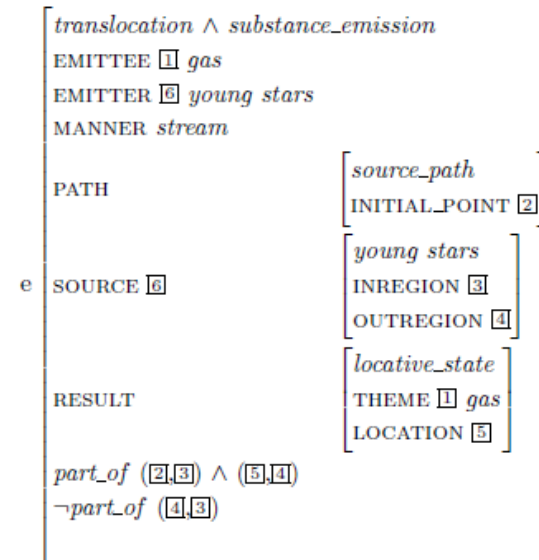 translocation ∧ substance_emission
EMITTEE 1 gas
EMITTER 6 young stars
MANNER stream
PATH
source_path
INITIAL_POINT 2
e
SOURCE 6
young stars
INREGION 3
OUTREGION 4
RESULT
locative_state
THEME 1 gas
LOCATION 5
part_of (2,3) ∧ (5,4)
¬part_of (4,3)